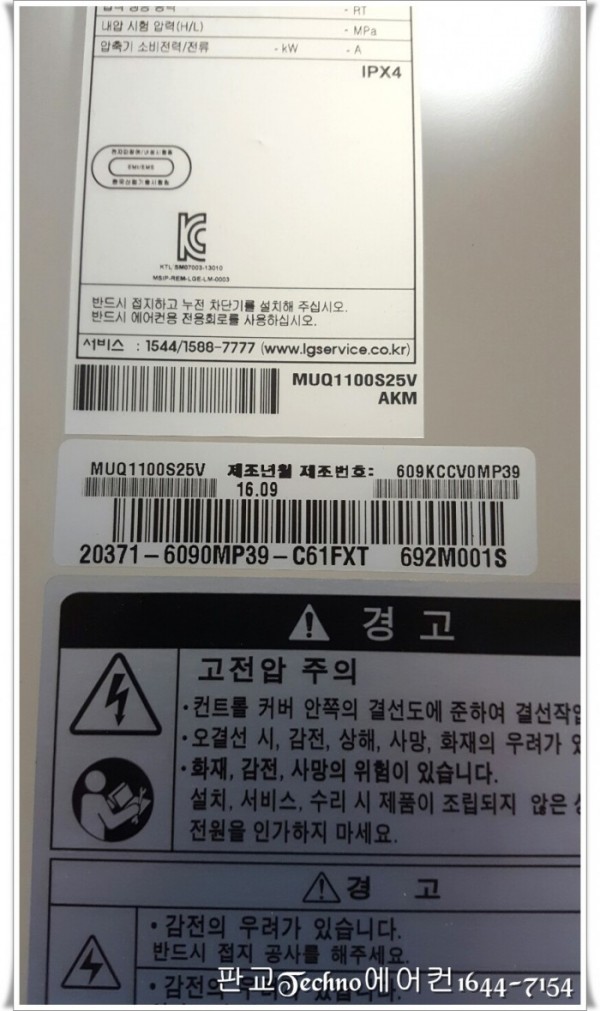 - RT
내압 시험 압력(H/L) - MPa
압축기 소비전력/전류 - kW - A
IPX4
EMI/EMS
KTL SM07003-13010
MSIP-REM-LGE-LM-0003
반드시 접지하고 누전 차단기를 설치해 주십시오.
반드시 에어컨용 전용회로를 사용하십시오.
서비스 : 1544/1588-7777 (www.lgservice.co.kr)
MUQ1100S25V
AKM
MUQ1100S25V 제조년월 제조번호: 609KCCV0MP39
16.09
20371-6090MP39-C61FXT 692M001S
경 고
고전압 주의
·컨트롤 커버 안쪽의 결선도에 준하여 결선작업
·오결선 시, 감전, 상해, 사망, 화재의 우려가
·화재, 감전, 사망의 위험이 있습니다.
설치, 서비스, 수리 시 제품이 조립되지 않은
전원을 인가하지 마세요.
경 고
·감전의 우려가 있습니다.
반드시 접지 공사를 해주세요.
·감전의
판교Techno에어컨1644-7154